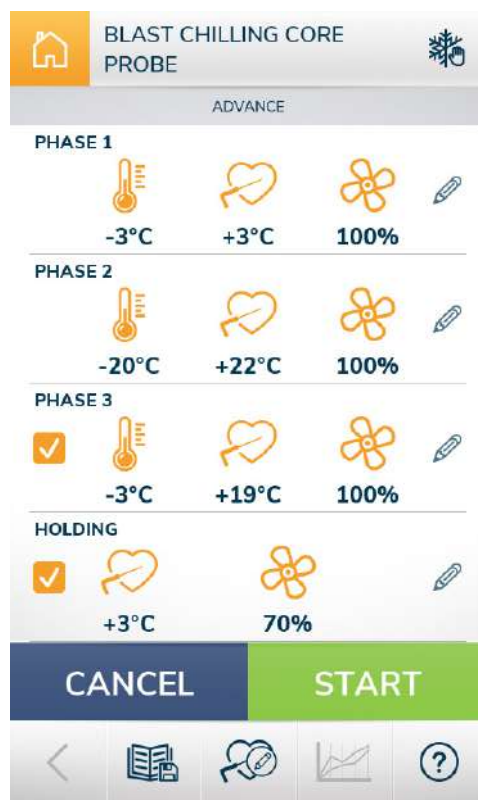 BLAST CHILLING CORE
PROBE
ADVANCE
PHASE 1
-3°C +3°C 100%
PHASE 2
-20°C +22°C 100%
PHASE 3
-3°C +19°C 100%
HOLDING
+3°C 70%
CANCEL START
?